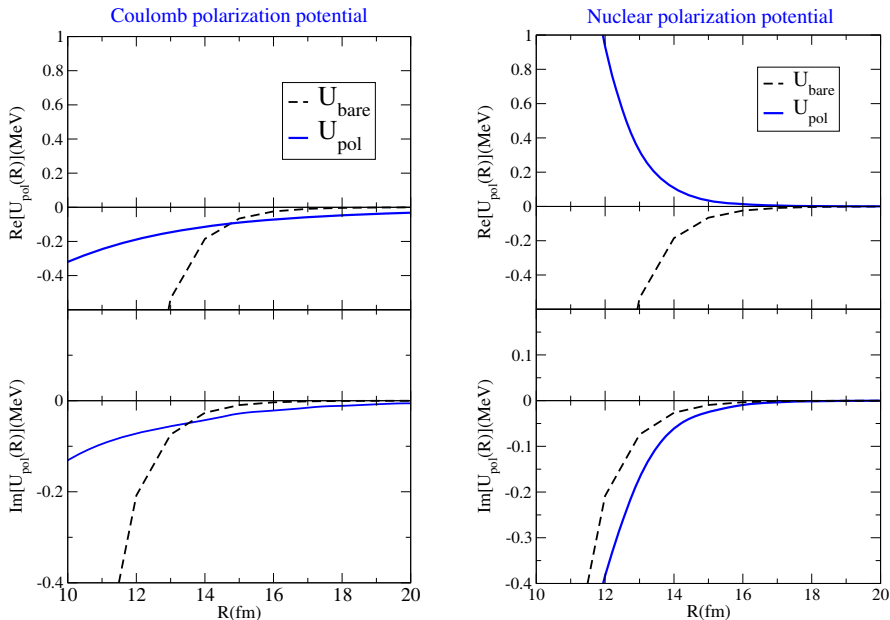 Coulomb polarization potential
1
0.8
0.6
0.4
0.2
0
-0.2
-0.4
Re[U_pol(R)](MeV)
U_bare
U_pol
0
-0.2
-0.4
Im[U_pol(R)](MeV)
10 12 14 16 18 20
R(fm)
Nuclear polarization potential
1
0.8
0.6
0.4
0.2
0
-0.2
-0.4
Re[U_pol(R)](MeV)
U_bare
U_pol
0.1
0
-0.1
-0.2
-0.3
-0.4
Im[U_pol(R)](MeV)
10 12 14 16 18 20
R(fm)